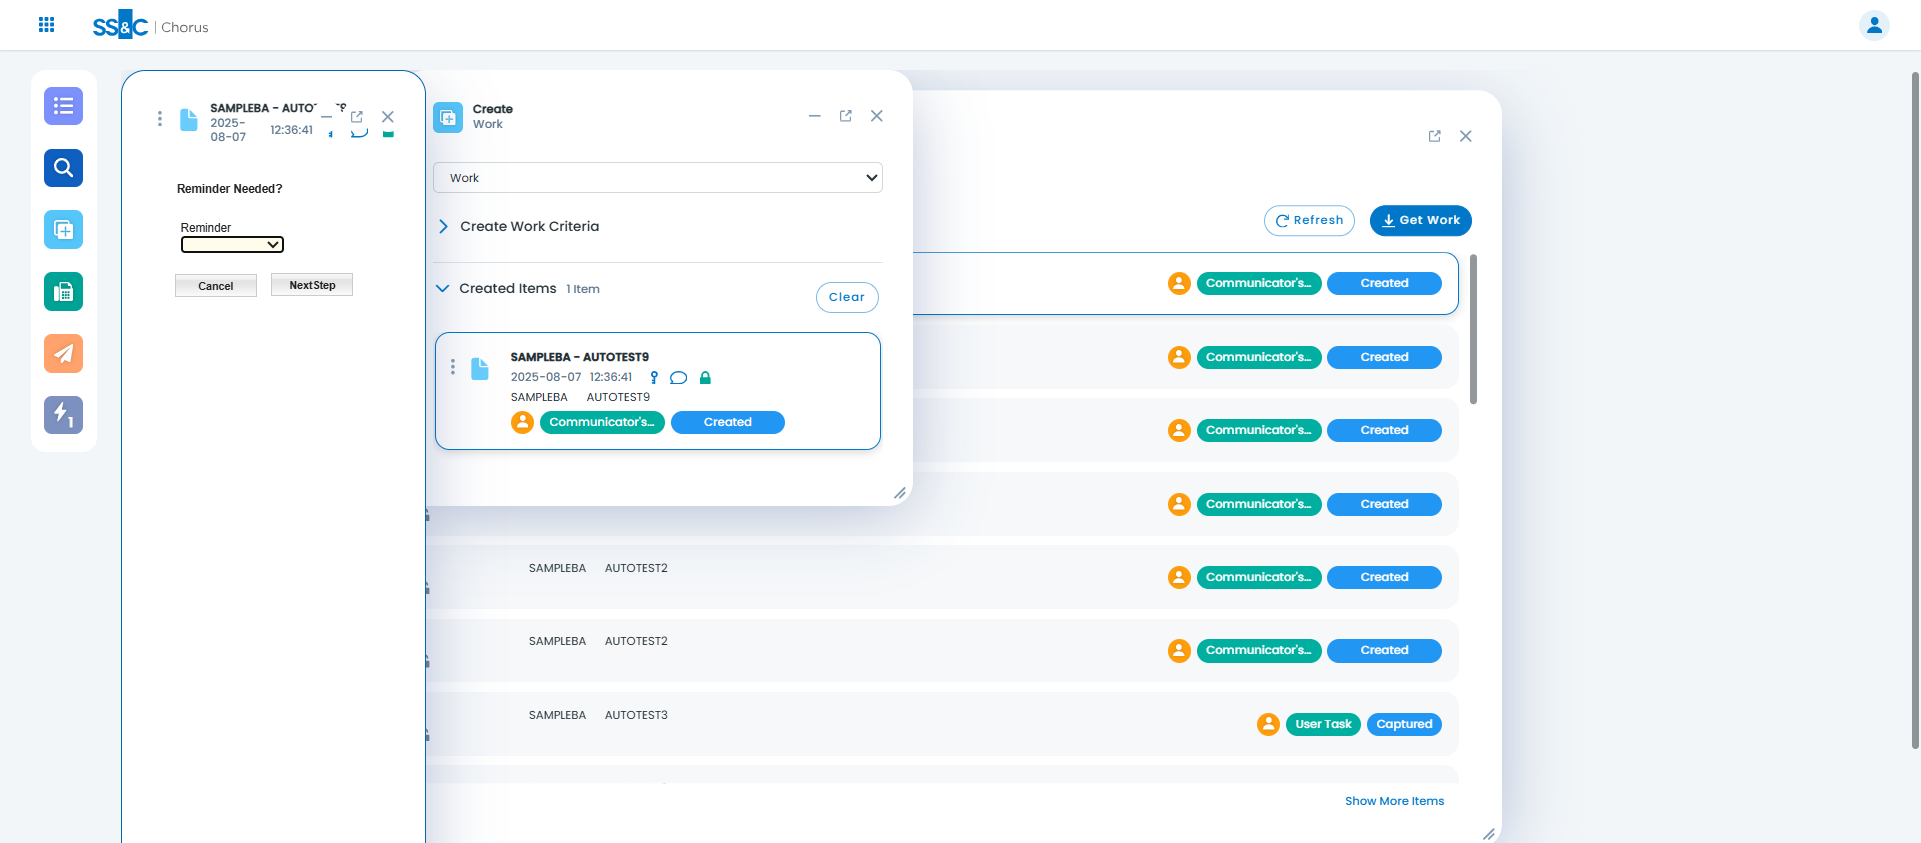 SS&C | Chorus
SAMPLEBA - AUTO
2025-08-07 12:36:41
Reminder Needed?
Reminder
Cancel NextStep
Create
Work
Work
Create Work Criteria
Created Items 1 Item
Clear
SAMPLEBA - AUTOTEST9
2025-08-07 12:36:41
SAMPLEBA AUTOTEST9
Communicator's... Created
Refresh Get Work
Communicator's... Created
Communicator's... Created
Communicator's... Created
Communicator's... Created
SAMPLEBA AUTOTEST2 Communicator's... Created
SAMPLEBA AUTOTEST2 Communicator's... Created
SAMPLEBA AUTOTEST3 User Task Captured
Show More Items
1